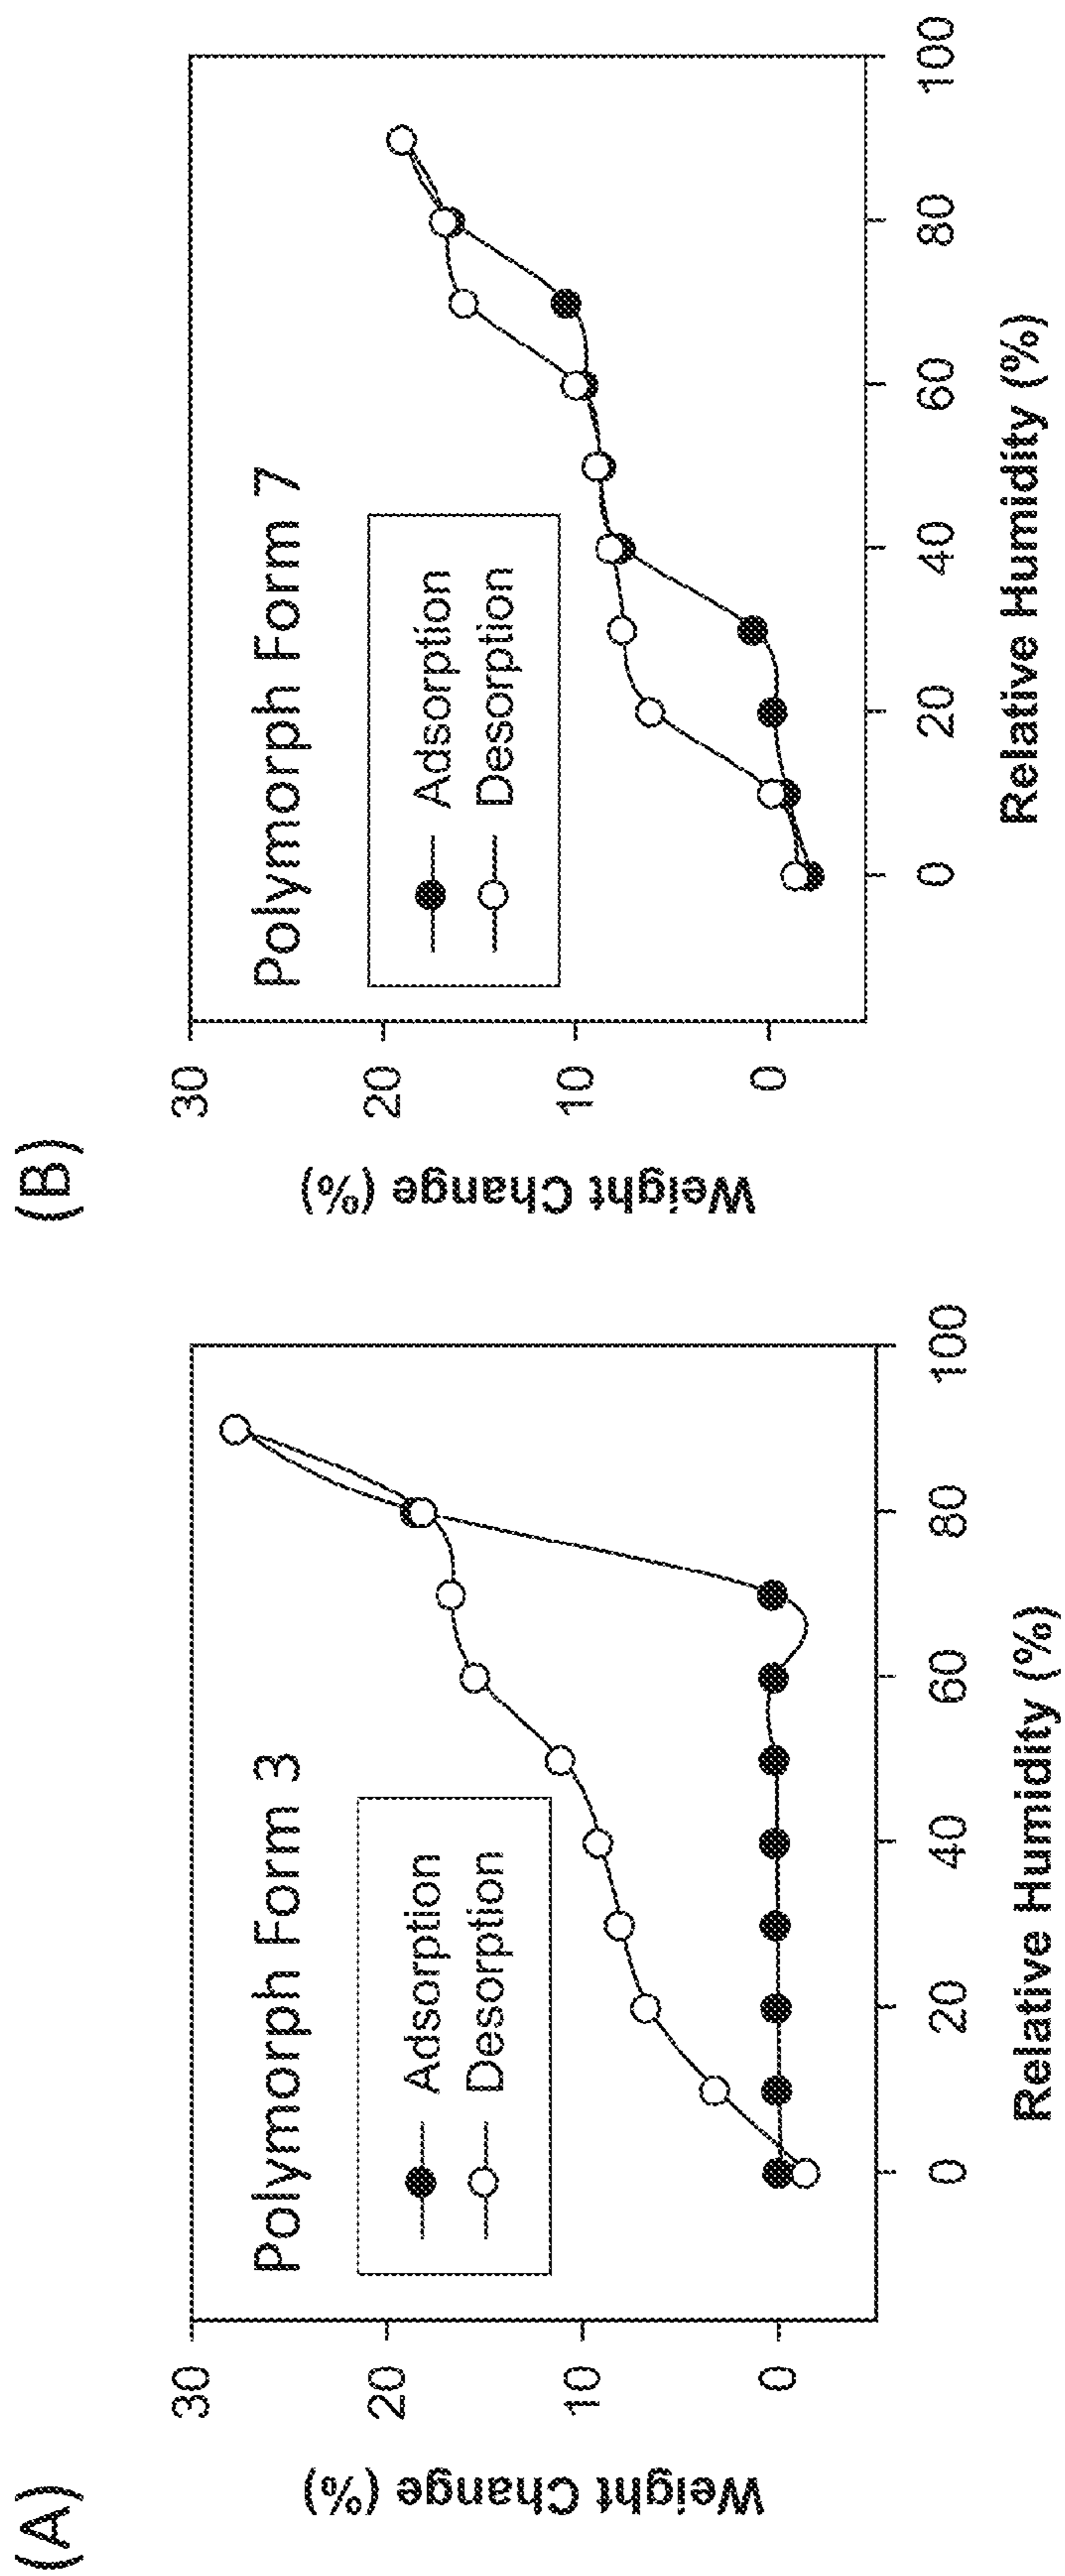 (A)
Polymorph Form 3
Adsorption
Desorption
Weight Change (%)
30
20
10
0
0 20 40 60 80 100
Relative Humidity (%)
(B)
Polymorph Form 7
Adsorption
Desorption
Weight Change (%)
30
20
10
0
0 20 40 60 80 100
Relative Humidity (%)